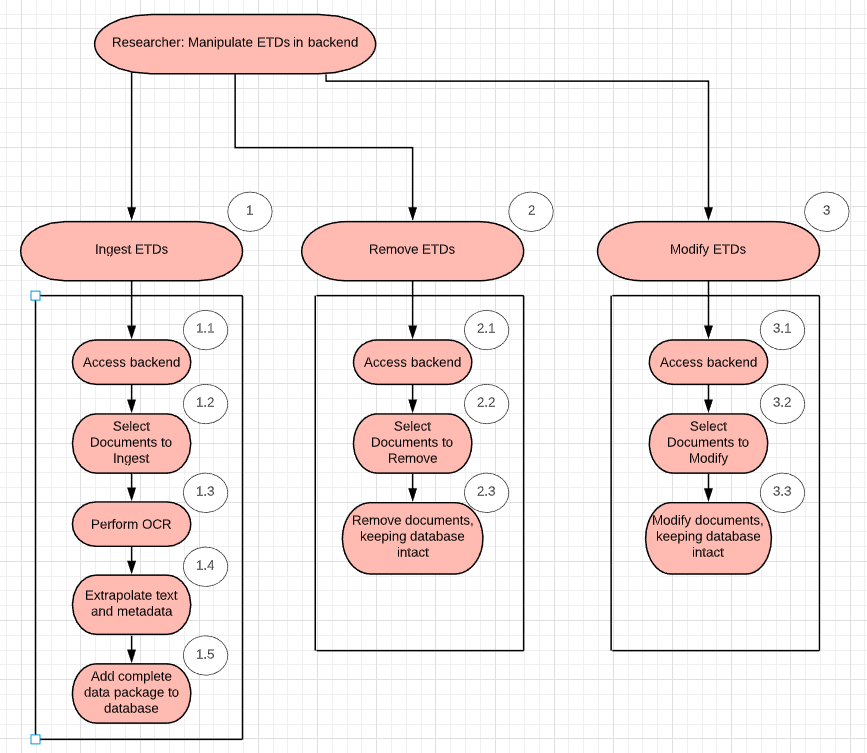 Researcher: Manipulate ETDs in backend
1
Ingest ETDs
2
Remove ETDs
3
Modify ETDs
1.1
Access backend
1.2
Select
Documents to
Ingest
1.3
Perform OCR
1.4
Extrapolate text
and metadata
1.5
Add complete
data package to
database
2.1
Access backend
2.2
Select
Documents to
Remove
2.3
Remove documents,
keeping database
intact
3.1
Access backend
3.2
Select
Documents to
Modify
3.3
Modify documents,
keeping database
intact